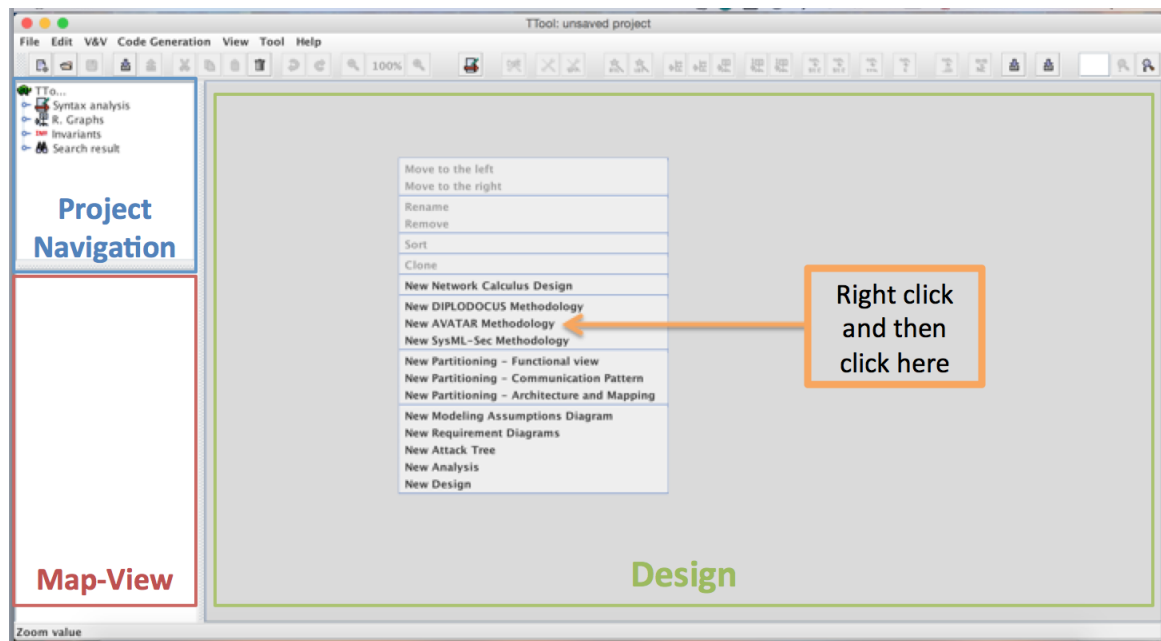 TTool: unsaved project
File Edit V&V Code Generation View Tool Help
100%
TTo...
Syntax analysis
R. Graphs
Invariants
Search result
Project
Navigation
Map-View
Move to the left
Move to the right
Rename
Remove
Sort
Clone
New Network Calculus Design
New DIPLODOCUS Methodology
New AVATAR Methodology
New SysML-Sec Methodology
New Partitioning - Functional view
New Partitioning - Communication Pattern
New Partitioning - Architecture and Mapping
New Modeling Assumptions Diagram
New Requirement Diagrams
New Attack Tree
New Analysis
New Design
Right click
and then
click here
Design
Zoom value